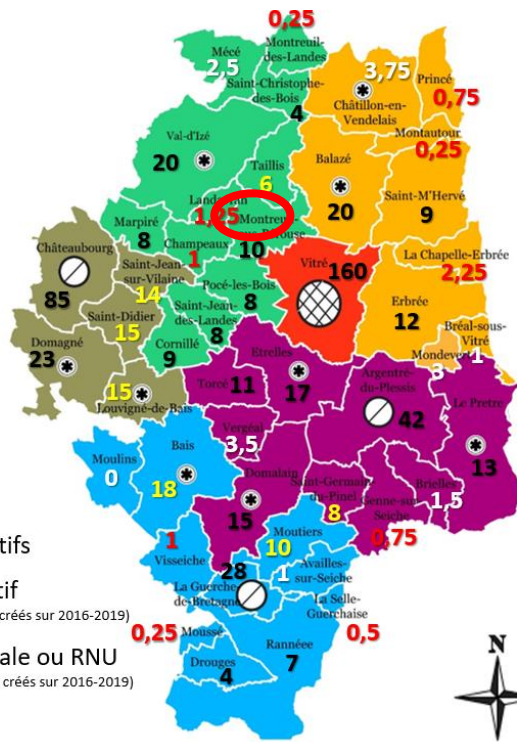 0,25
Mécé
2,5
Montreuil-
des-Landes
Saint-Christophe-
des-Bois
4
3,75
Châtillon-en-
Vendelais
Princé
0,75
Montautour
0,25
Val-d'Izé
20
Taillis
6
Balazé
20
Saint-M'Hervé
9
1,25
Montreuil-
10
Marpiré
8
Champeaux
1
Châteaubourg
85
Saint-Jean-
sur-Vilaine
14
Pocé-les-Bois
8
Vitré
160
La Chapelle-Erbrée
2,25
Erbrée
12
Saint-Didier
15
Saint-Jean-
des-Landes
8
Cornillé
9
Bréal-sous-
Vitré
1
Mondevert
3
Domagné
23
15
Louvigné-de-Bais
Etrelles
17
Torcé
11
Argentré-
du-Plessis
42
Le Pretre
13
Vergéal
3,5
Moulins
0
Bais
18
Domalain
15
Saint-Germain-
du-Pinel
8
Brielles
1,5
Genne-sur-
Seiche
0,75
1
Visseiche
Moutiers
10
28
La Guerche-
de-Bretagne
1
Availles-
sur-Seiche
La Selle-
Guerchaise
0,5
0,25
Moussé
Drouges
4
Rannéee
7
tifs
tif
créés sur 2016-2019)
ale ou RNU
créés sur 2016-2019)
N